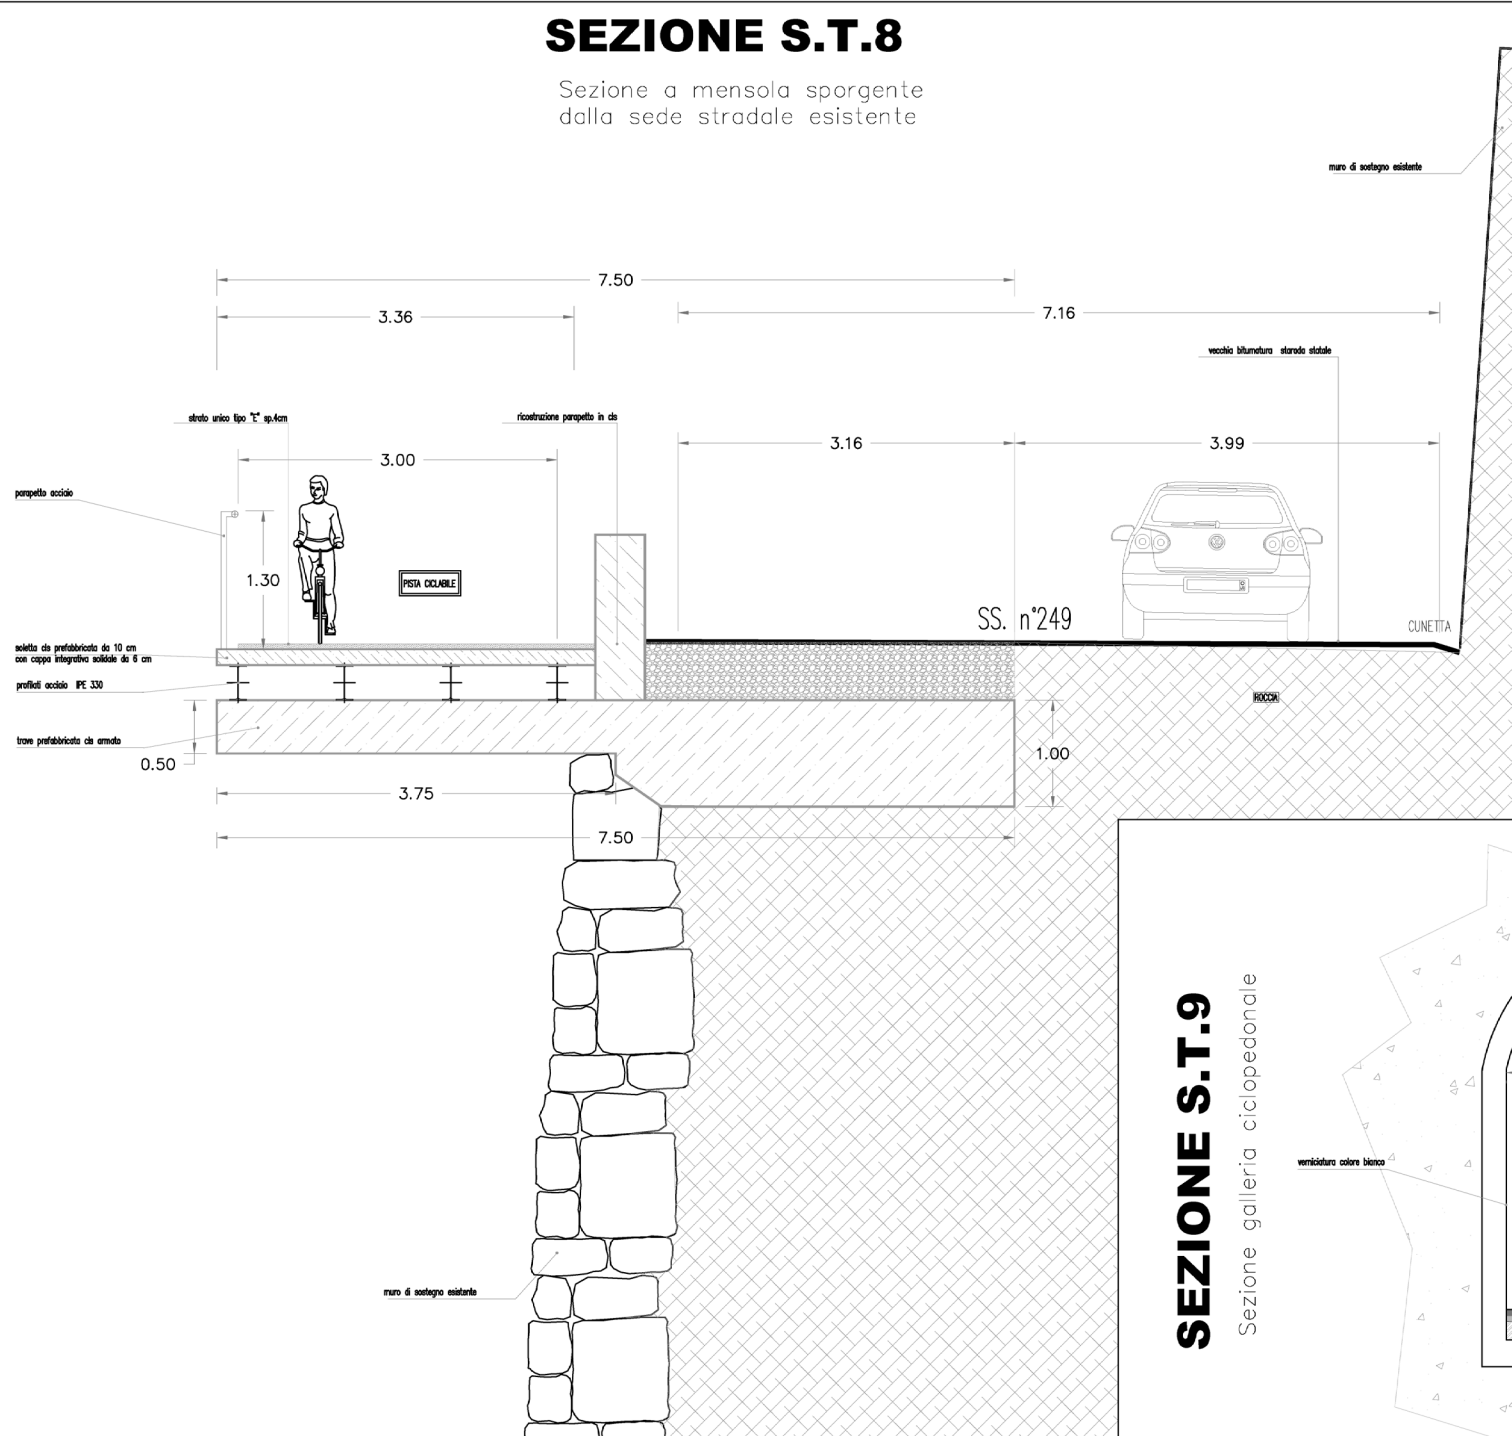 SEZIONE S.T.8
Sezione a mensola sporgente
dalla sede stradale esistente
muro di sostegno esistente
7.50
3.36
7.16
vecchia bitumatura starada statale
strato unico tipo "E" sp.4cm
ricostruzione parapetto in cls
3.16
3.99
3.00
parapetto acciaio
1.30
PISTA CICLABILE
SS. n°249
CUNETTA
soletta cls prefabbricata da 10 cm
con cappa integrativa solidale da 6 cm
profilati acciaio IPE 330
ROCCIA
trave prefabbricata cls armato
0.50
1.00
3.75
7.50
muro di sostegno esistente
SEZIONE S.T.9
Sezione galleria ciclopedonale
verniciatura colore bianco